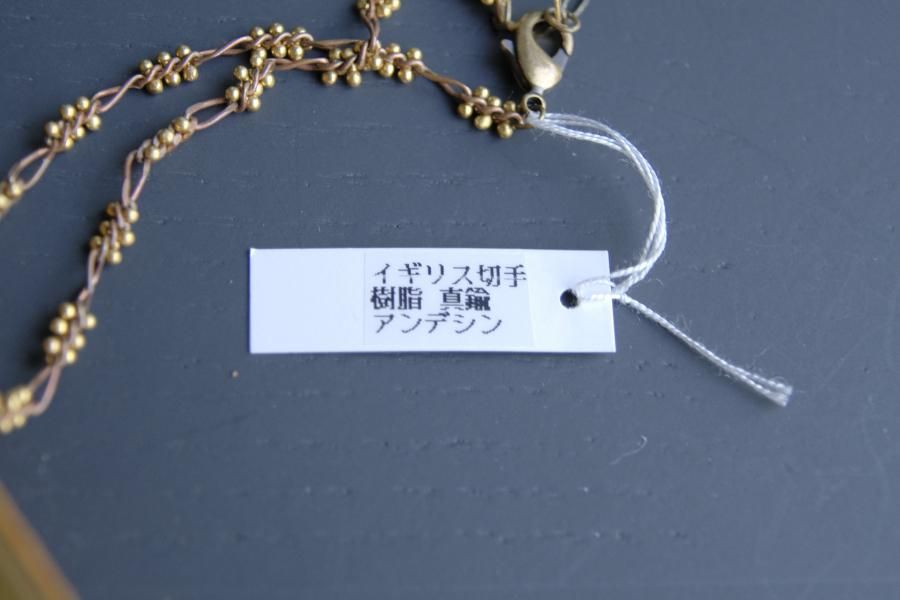 イギリス切手
樹脂 真鍮
アンデシン